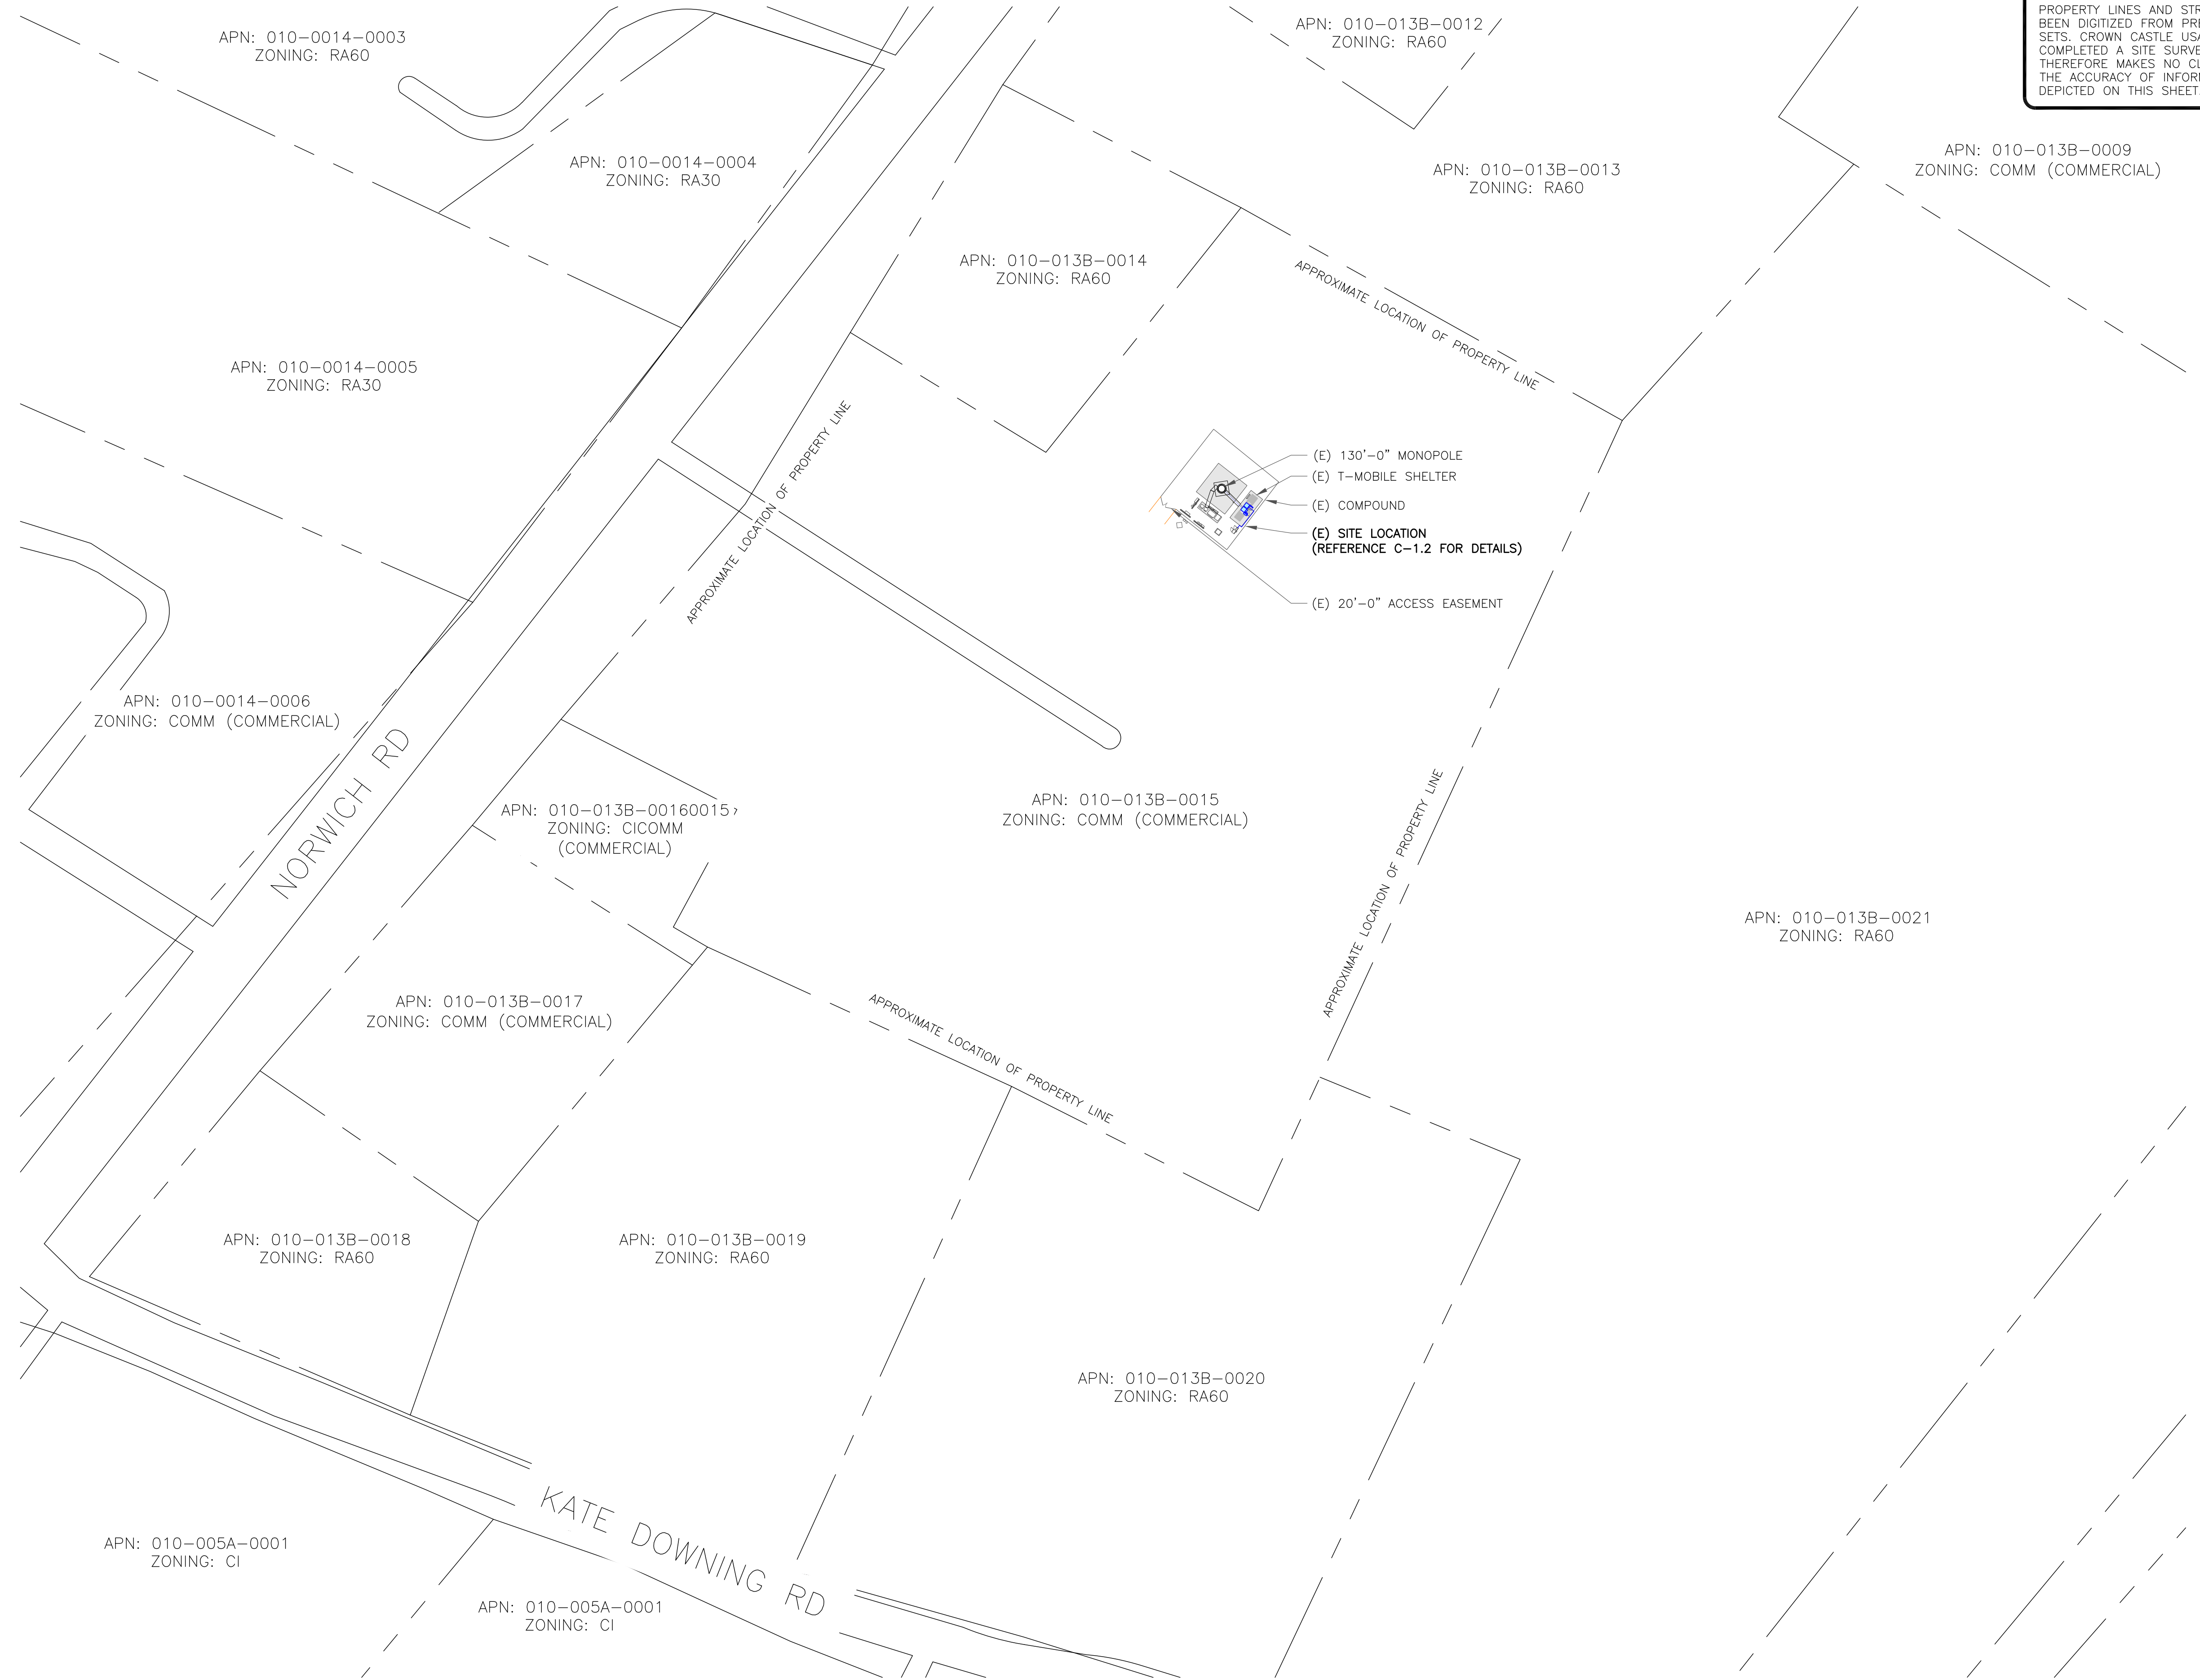 PROPERTY LINES AND STR
BEEN DIGITIZED FROM PRE
SETS. CROWN CASTLE USA
COMPLETED A SITE SURVE
THEREFORE MAKES NO CL
THE ACCURACY OF INFOR
DEPICTED ON THIS SHEET.
APN: 010-0014-0003
ZONING: RA60
APN: 010-013B-0012
ZONING: RA60
APN: 010-0014-0004
ZONING: RA30
APN: 010-013B-0013
ZONING: RA60
APN: 010-013B-0009
ZONING: COMM (COMMERCIAL)
APN: 010-013B-0014
ZONING: RA60
APPROXIMATE LOCATION OF PROPERTY LINE
APN: 010-0014-0005
ZONING: RA30
APPROXIMATE LOCATION OF PROPERTY LINE
(E) 130'-0" MONOPOLE
(E) T-MOBILE SHELTER
(E) COMPOUND
(E) SITE LOCATION
(REFERENCE C-1.2 FOR DETAILS)
(E) 20'-0" ACCESS EASEMENT
APN: 010-0014-0006
ZONING: COMM (COMMERCIAL)
NORWICH RD
APN: 010-013B-00160015
ZONING: CICOMM
(COMMERCIAL)
APN: 010-013B-0015
ZONING: COMM (COMMERCIAL)
APPROXIMATE LOCATION OF PROPERTY LINE
APN: 010-013B-0021
ZONING: RA60
APN: 010-013B-0017
ZONING: COMM (COMMERCIAL)
APPROXIMATE LOCATION OF PROPERTY LINE
APN: 010-013B-0018
ZONING: RA60
APN: 010-013B-0019
ZONING: RA60
APN: 010-013B-0020
ZONING: RA60
KATE DOWNING RD
APN: 010-005A-0001
ZONING: CI
APN: 010-005A-0001
ZONING: CI